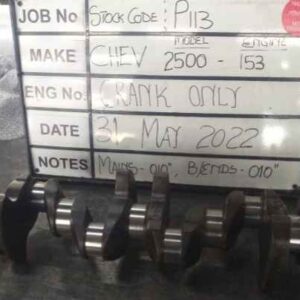 JOB No STOCK CODE: P113
MODEL ENGINE
MAKE CHEV 2500 - 153
ENG No: CRANK ONLY
DATE 31 MAY 2022
NOTES MAINS-010", B/ENDS-010"